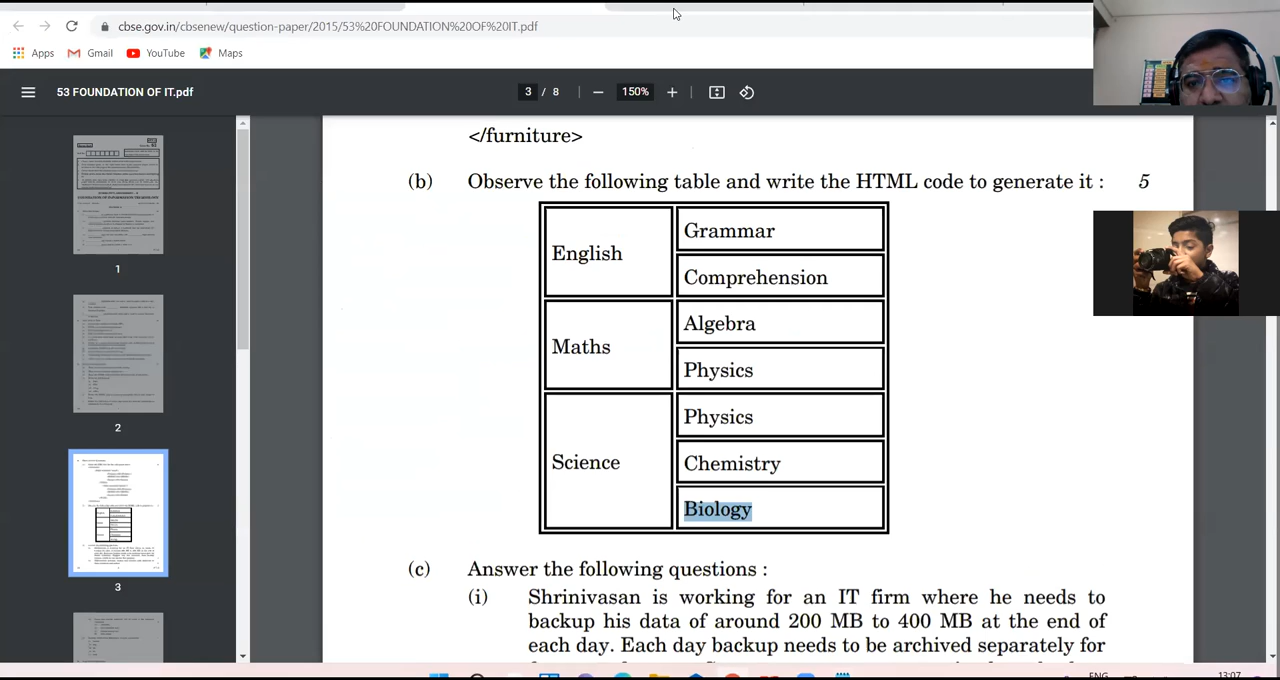 cbse.gov.in/cbsenew/question-paper/2015/53%20FOUNDATION%20OF%20IT.pdf
Apps Gmail YouTube Maps
53 FOUNDATION OF IT.pdf
3 / 8
150%
</furniture>
(b) Observe the following table and write the HTML code to generate it : 5
English
Grammar
Comprehension
Maths
Algebra
Physics
Science
Physics
Chemistry
Biology
(c) Answer the following questions :
(i) Shrinivasan is working for an IT firm where he needs to
backup his data of around 200 MB to 400 MB at the end of
each day. Each day backup needs to be archived separately for
1
2
3
ENG
13:07